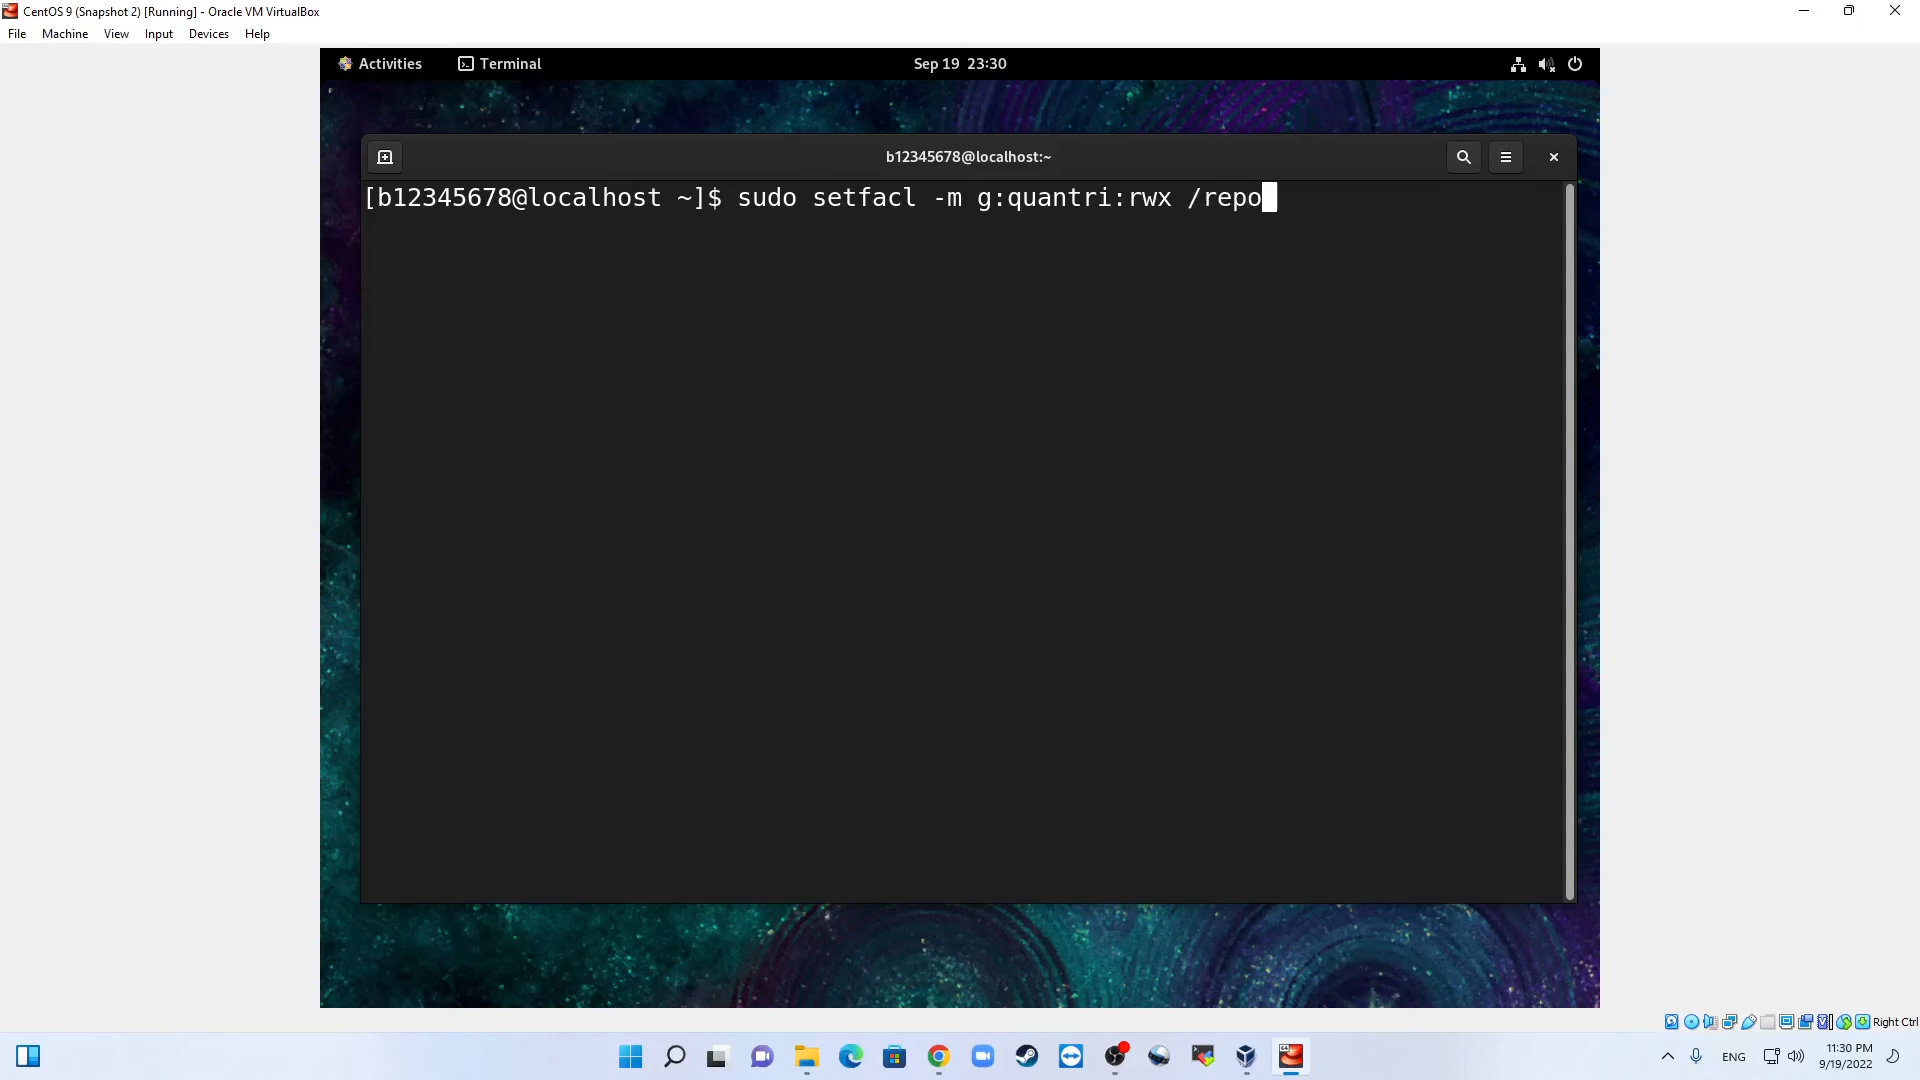 CentOS 9 (Snapshot 2) [Running] - Oracle VM VirtualBox
File Machine View Input Devices Help
Activities Terminal Sep 19 23:30
b12345678@localhost:~
[b12345678@localhost ~]$ sudo setfacl -m g:quantri:rwx /repo
Right Ctrl
ENG 11:30 PM
9/19/2022